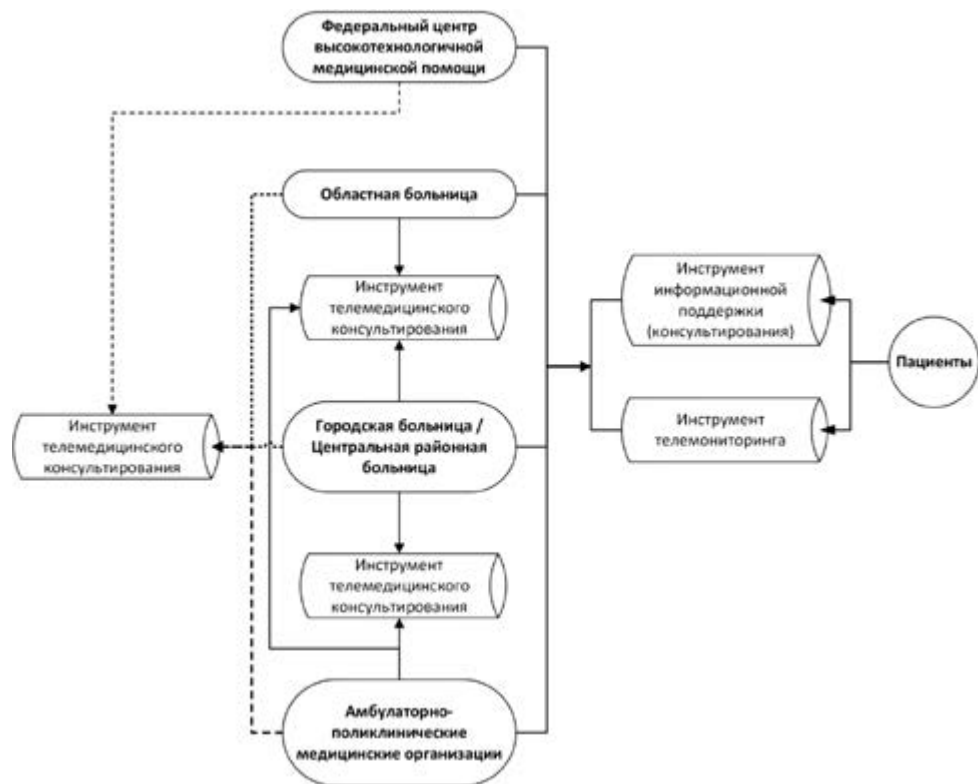 Федеральный центр
высокотехнологичной
медицинской помощи
Областная больница
Инструмент
телемедицинского
консультирования
Инструмент
информационной
поддержки
(консультирования)
Пациенты
Инструмент
телемедицинского
консультирования
Городская больница /
Центральная районная
больница
Инструмент
телемониторинга
Инструмент
телемедицинского
консультирования
Амбулаторно-
поликлинические
медицинские организации